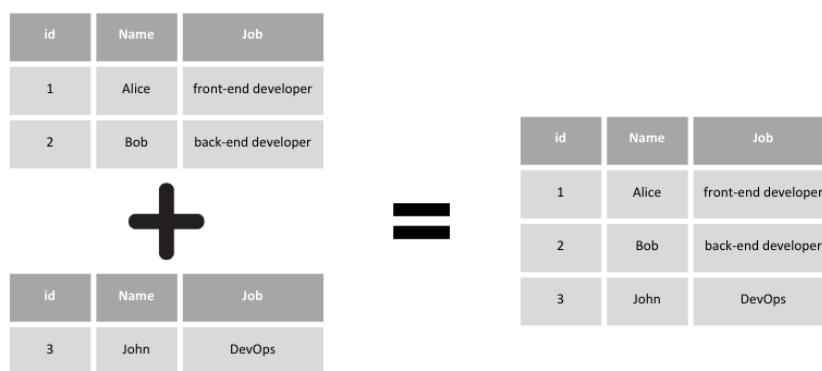 id Name Job
1 Alice front-end developer
2 Bob back-end developer
id Name Job
3 John DevOps
id Name Job
1 Alice front-end developer
2 Bob back-end developer
3 John DevOps